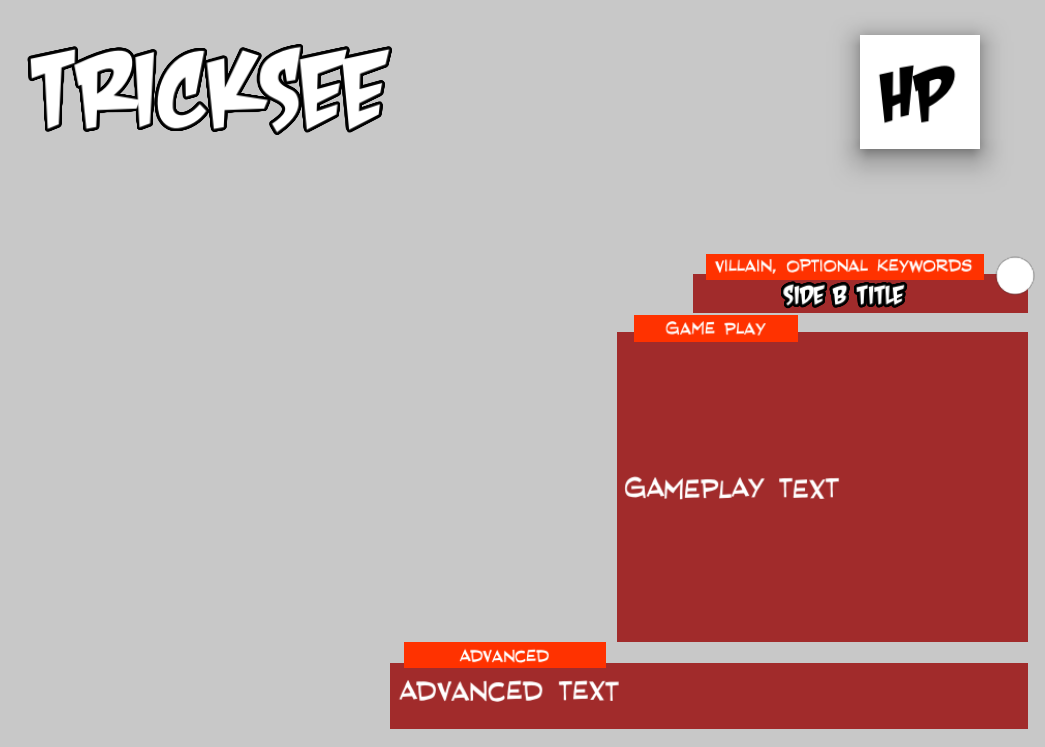 TRICKSEE
HP
VILLAIN, OPTIONAL KEYWORDS
SIDE B TITLE
GAME PLAY
GAMEPLAY TEXT
ADVANCED
ADVANCED TEXT